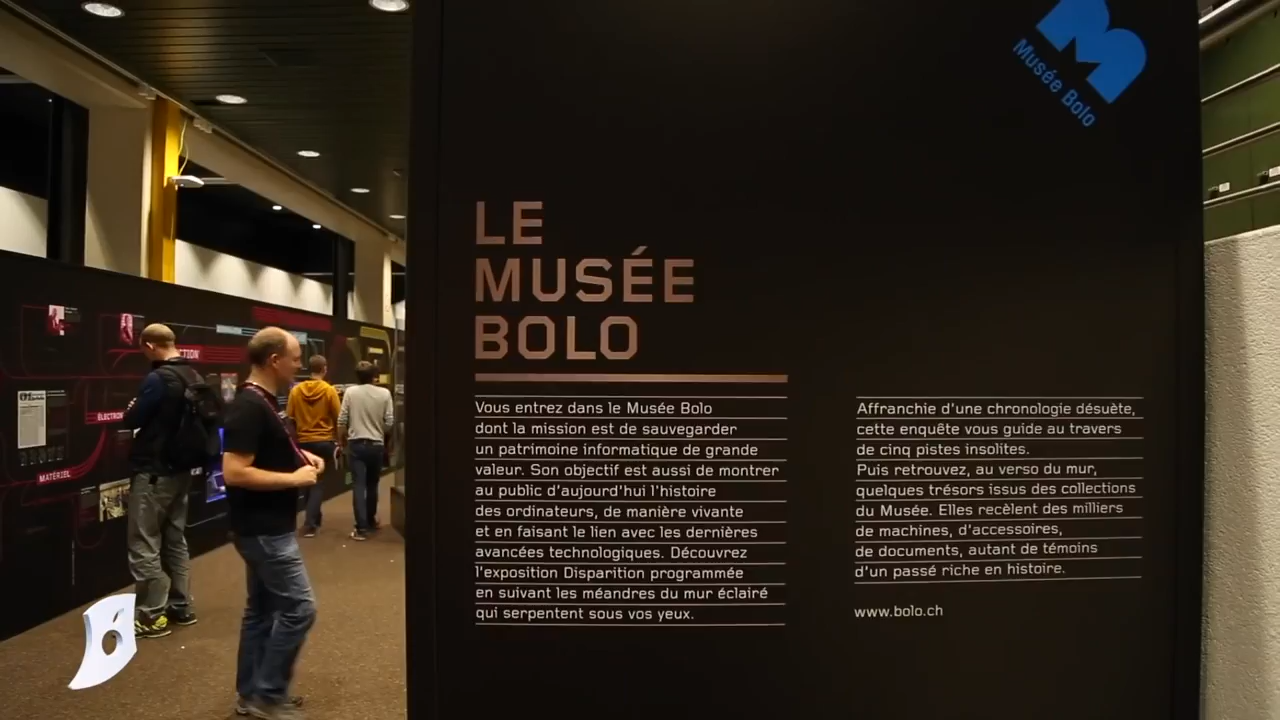 Musée Bolo
LE
MUSÉE
BOLO
Vous entrez dans le Musée Bolo
dont la mission est de sauvegarder
un patrimoine informatique de grande
valeur. Son objectif est aussi de montrer
au public d'aujourd'hui l'histoire
des ordinateurs, de manière vivante
et en faisant le lien avec les dernières
avancées technologiques. Découvrez
l'exposition Disparition programmée
en suivant les méandres du mur éclairé
qui serpentent sous vos yeux.
Affranchie d'une chronologie désuète,
cette enquête vous guide au travers
de cinq pistes insolites.
Puis retrouvez, au verso du mur,
quelques trésors issus des collections
du Musée. Elles recèlent des milliers
de machines, d'accessoires,
de documents, autant de témoins
d'un passé riche en histoire.
www.bolo.ch
ÉLECTRON
MATÉRIEL